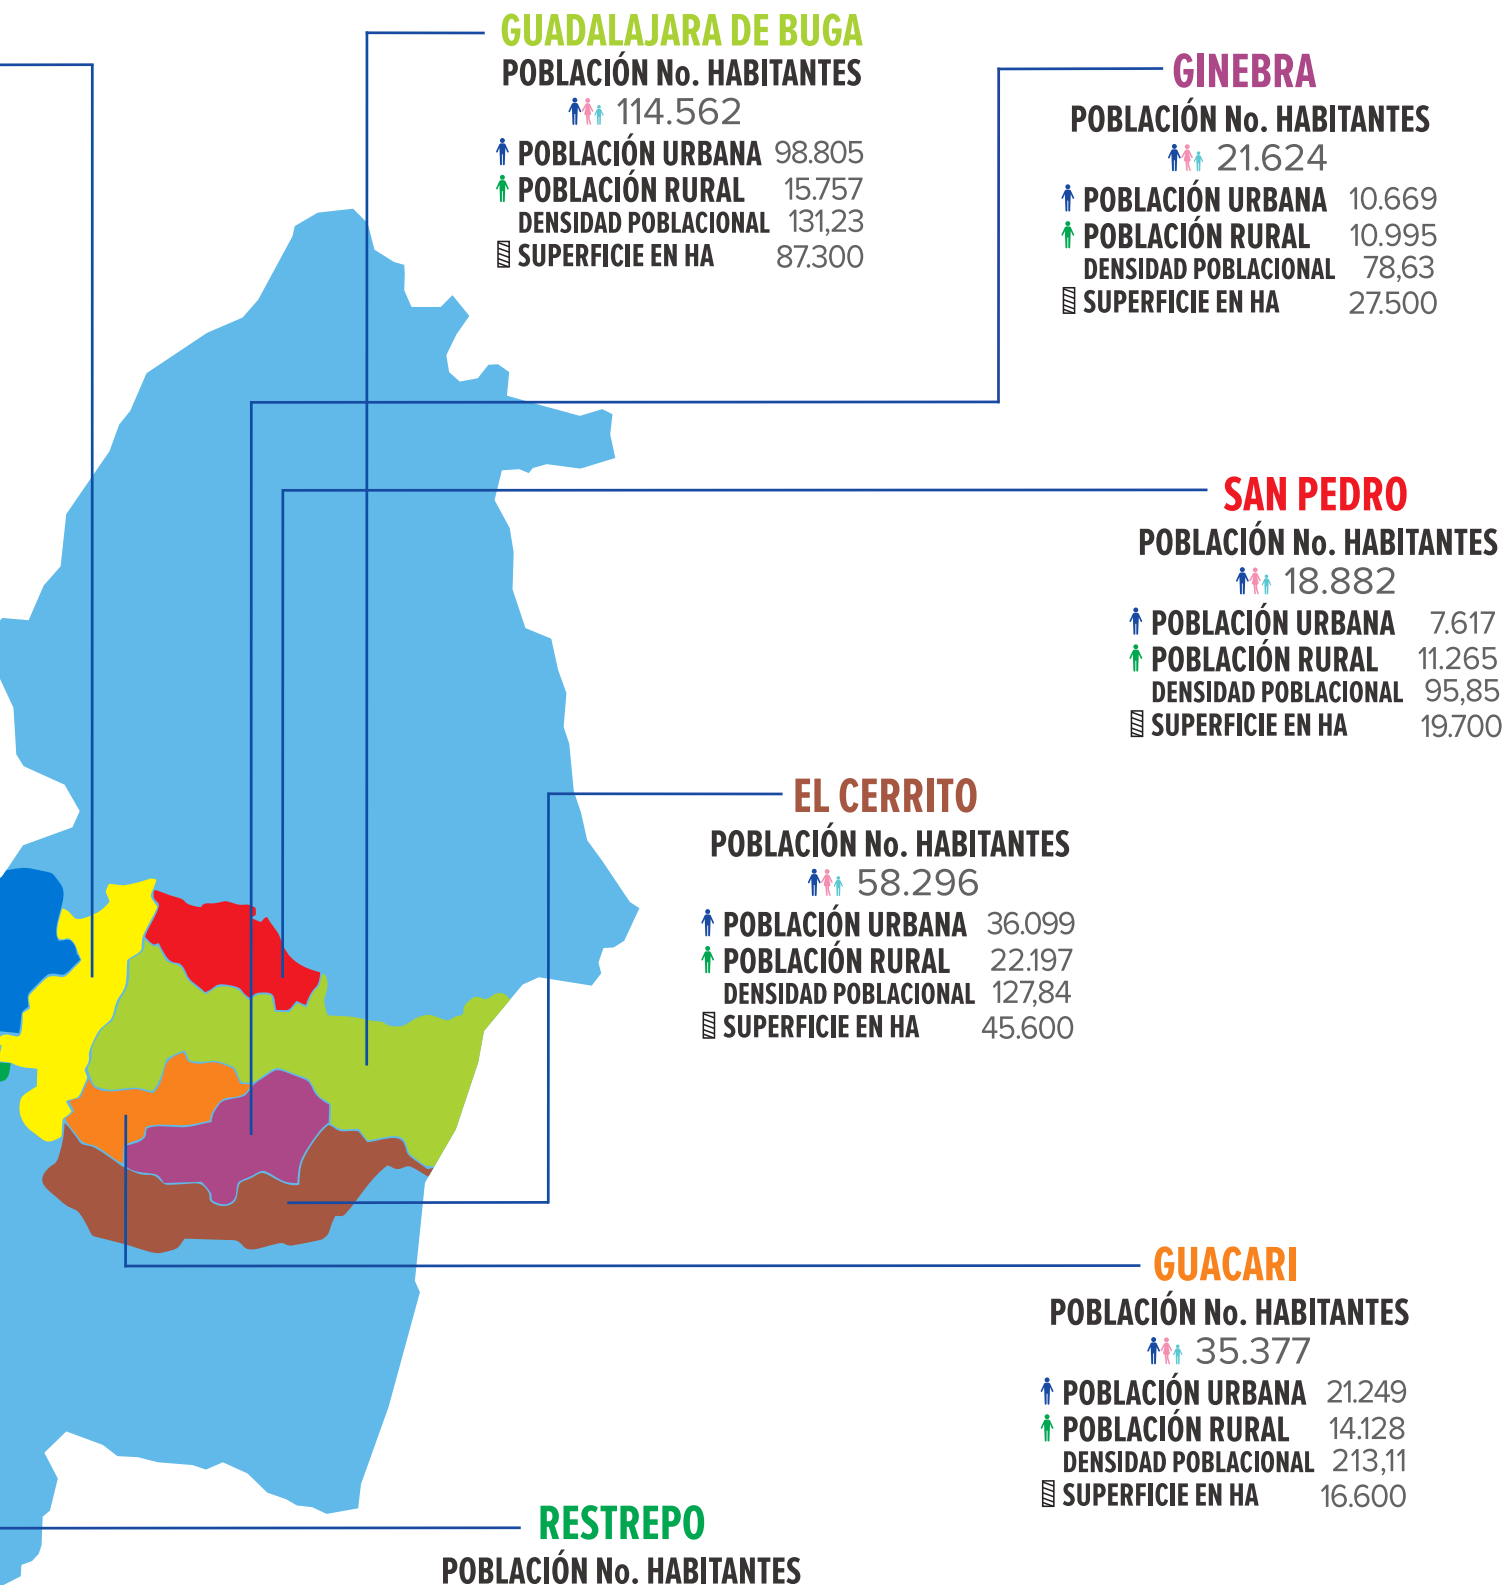 GUADALAJARA DE BUGA
POBLACIÓN No. HABITANTES
114.562
POBLACIÓN URBANA 98.805
POBLACIÓN RURAL 15.757
DENSIDAD POBLACIONAL 131,23
SUPERFICIE EN HA 87.300
GINEBRA
POBLACIÓN No. HABITANTES
21.624
POBLACIÓN URBANA 10.669
POBLACIÓN RURAL 10.995
DENSIDAD POBLACIONAL 78,63
SUPERFICIE EN HA 27.500
SAN PEDRO
POBLACIÓN No. HABITANTES
18.882
POBLACIÓN URBANA 7.617
POBLACIÓN RURAL 11.265
DENSIDAD POBLACIONAL 95,85
SUPERFICIE EN HA 19.700
EL CERRITO
POBLACIÓN No. HABITANTES
58.296
POBLACIÓN URBANA 36.099
POBLACIÓN RURAL 22.197
DENSIDAD POBLACIONAL 127,84
SUPERFICIE EN HA 45.600
GUACARI
POBLACIÓN No. HABITANTES
35.377
POBLACIÓN URBANA 21.249
POBLACIÓN RURAL 14.128
DENSIDAD POBLACIONAL 213,11
SUPERFICIE EN HA 16.600
RESTREPO
POBLACIÓN No. HABITANTES